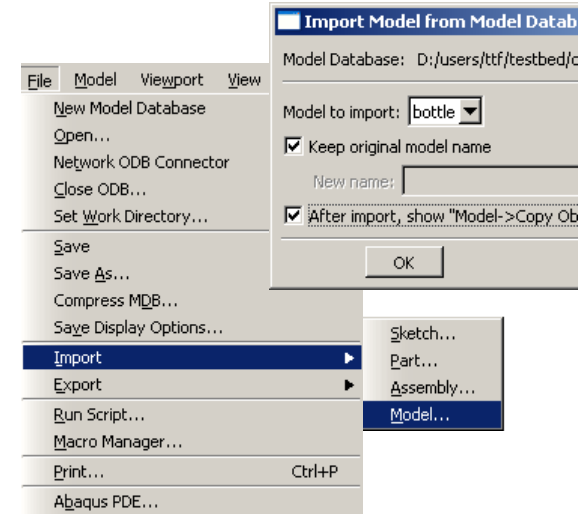 Import Model from Model Datab
Model Database: D:/users/ttf/testbed/c
Model to import: bottle
Keep original model name
New name:
After import, show "Model->Copy Ob
OK
File Model Viewport View
New Model Database
Open...
Network ODB Connector
Close ODB...
Set Work Directory...
Save
Save As...
Compress MDB...
Save Display Options...
Import
Export
Run Script...
Macro Manager...
Print... Ctrl+P
Abaqus PDE...
Sketch...
Part...
Assembly...
Model...